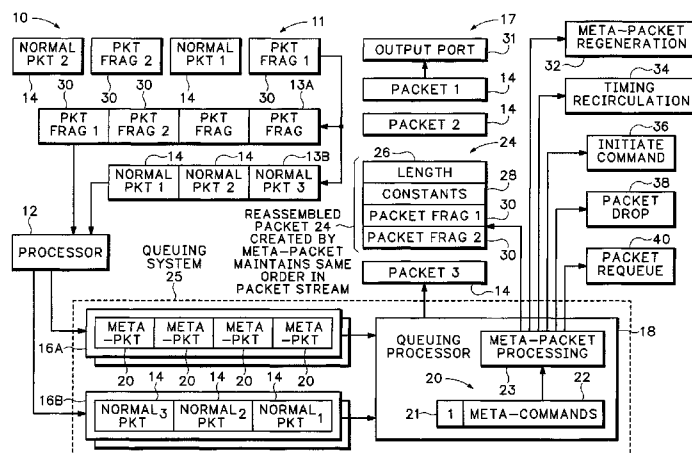 10
11
17
NORMAL PKT 2
PKT FRAG 2
NORMAL PKT 1
PKT FRAG 1
14
30
14
30
13A
OUTPUT PORT
31
META-PACKET REGENERATION
32
34
PKT FRAG 1
30
PKT FRAG 2
30
PKT FRAG
PKT FRAG
PACKET 1
14
TIMING RECIRCULATION
PACKET 2
14
36
INITIATE COMMAND
14
14
13B
NORMAL PKT 1
NORMAL PKT 2
NORMAL PKT 3
24
26
LENGTH
28
CONSTANTS
PACKET FRAG 1
30
PACKET FRAG 2
30
38
PACKET DROP
40
PACKET REQUEUE
REASSEMBLED
PACKET 24
CREATED BY
META-PACKET
MAINTAINS SAME
ORDER IN
PACKET STREAM
12
PROCESSOR
QUEUING
SYSTEM
25
PACKET 3
14
18
16A
META-PKT
META-PKT
META-PKT
META-PKT
20
20
20
20
14
14
14
16B
NORMAL PKT 3
NORMAL PKT 2
NORMAL PKT 1
QUEUING
PROCESSOR
META-PACKET
PROCESSING
23
20
22
21
1
META-COMMANDS